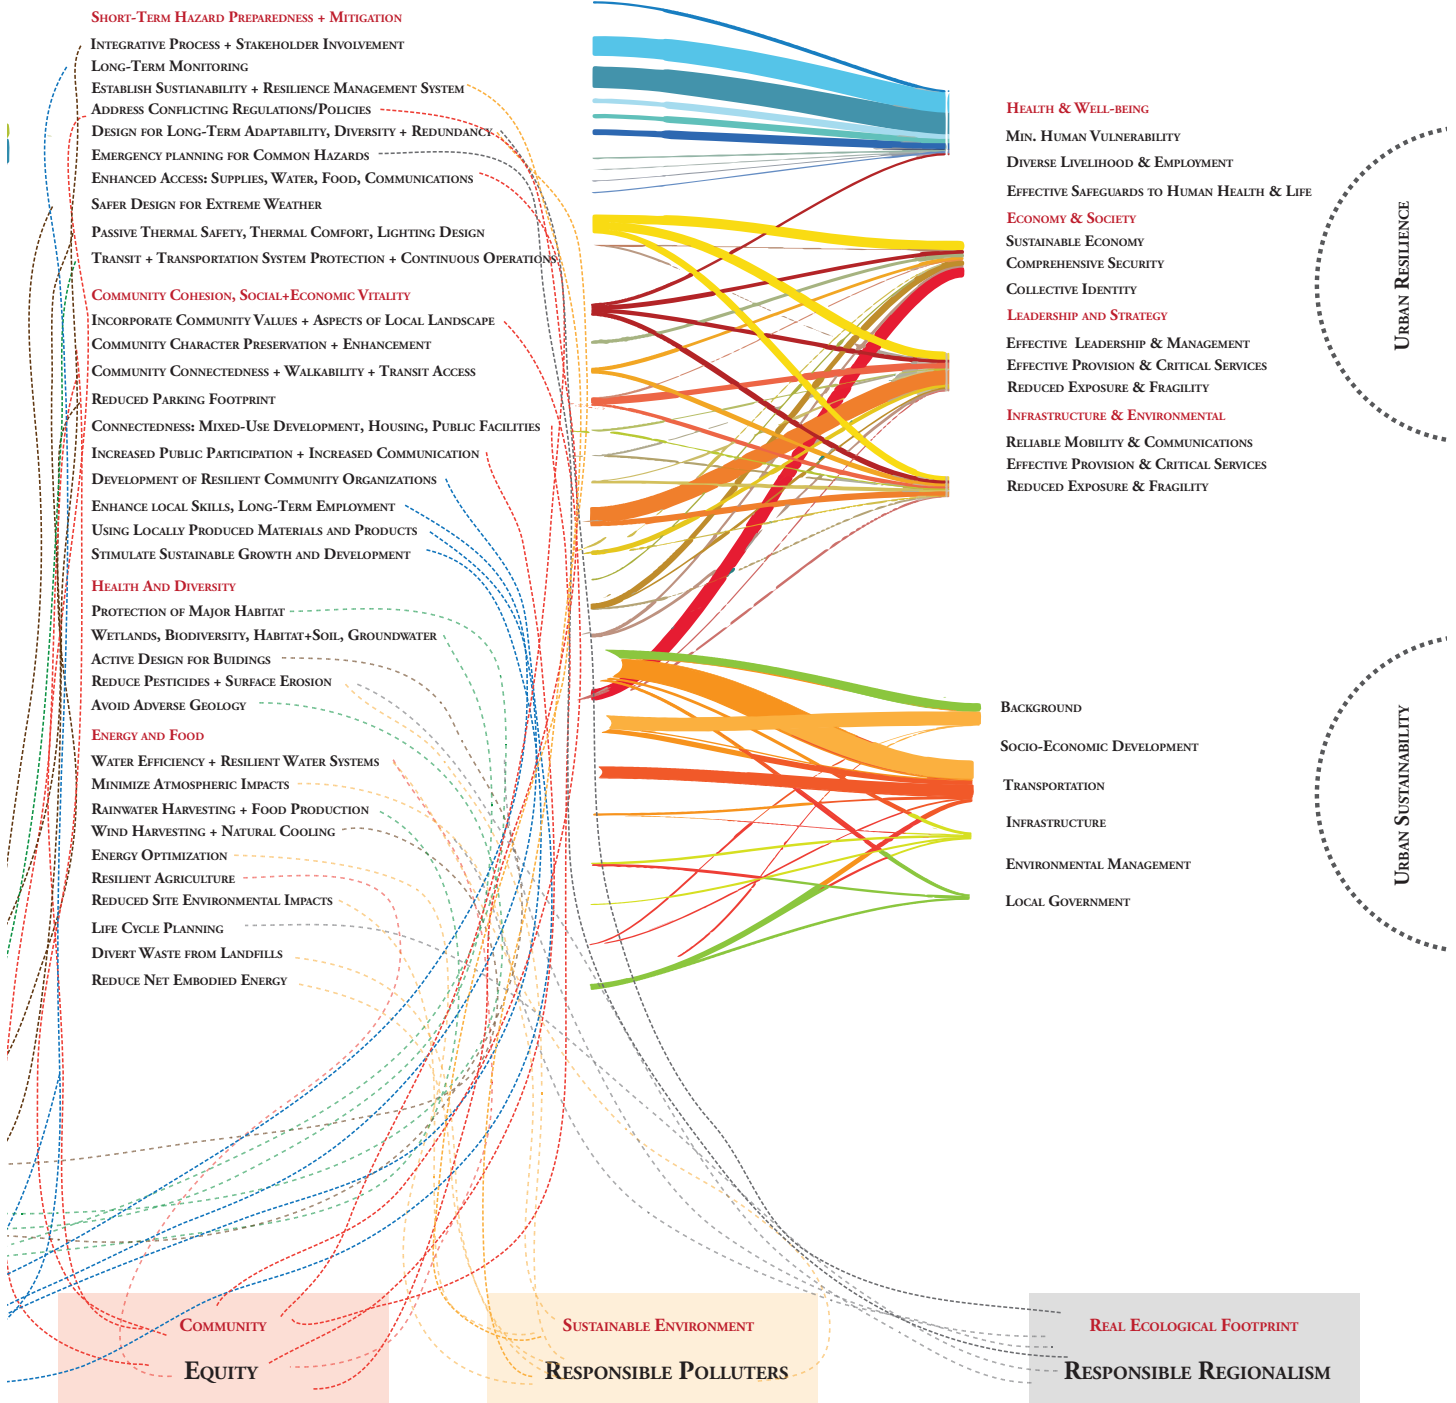 Short-Term Hazard Preparedness + Mitigation
Integrative Process + Stakeholder Involvement
Long-Term Monitoring
Establish Sustianability + Resilience Management System
Address Conflicting Regulations/Policies
Design for Long-Term Adaptability, Diversity + Redundancy
Emergency planning for Common Hazards
Enhanced Access: Supplies, Water, Food, Communications
Safer Design for Extreme Weather
Passive Thermal Safety, Thermal Comfort, Lighting Design
Transit + Transportation System Protection + Continuous Operations
Community Cohesion, Social+Economic Vitality
Incorporate Community Values + Aspects of Local Landscape
Community Character Preservation + Enhancement
Community Connectedness + Walkability + Transit Access
Reduced Parking Footprint
Connectedness: Mixed-Use Development, Housing, Public Facilities
Increased Public Participation + Increased Communication
Development of Resilient Community Organizations
Enhance local Skills, Long-Term Employment
Using Locally Produced Materials and Products
Stimulate Sustainable Growth and Development
Health And Diversity
Protection of Major Habitat
Wetlands, Biodiversity, Habitat+Soil, Groundwater
Active Design for Buidings
Reduce Pesticides + Surface Erosion
Avoid Adverse Geology
Energy and Food
Water Efficiency + Resilient Water Systems
Minimize Atmospheric Impacts
Rainwater Harvesting + Food Production
Wind Harvesting + Natural Cooling
Energy Optimization
Resilient Agriculture
Reduced Site Environmental Impacts
Life Cycle Planning
Divert Waste from Landfills
Reduce Net Embodied Energy
Health & Well-being
Min. Human Vulnerability
Diverse Livelihood & Employment
Effective Safeguards to Human Health & Life
Economy & Society
Sustainable Economy
Comprehensive Security
Collective Identity
Leadership and Strategy
Effective Leadership & Management
Effective Provision & Critical Services
Reduced Exposure & Fragility
Infrastructure & Environmental
Reliable Mobility & Communications
Effective Provision & Critical Services
Reduced Exposure & Fragility
Urban Resilience
Background
Socio-Economic Development
Transportation
Infrastructure
Environmental Management
Local Government
Urban Sustainability
Community
Equity
Sustainable Environment
Responsible Polluters
Real Ecological Footprint
Responsible Regionalism